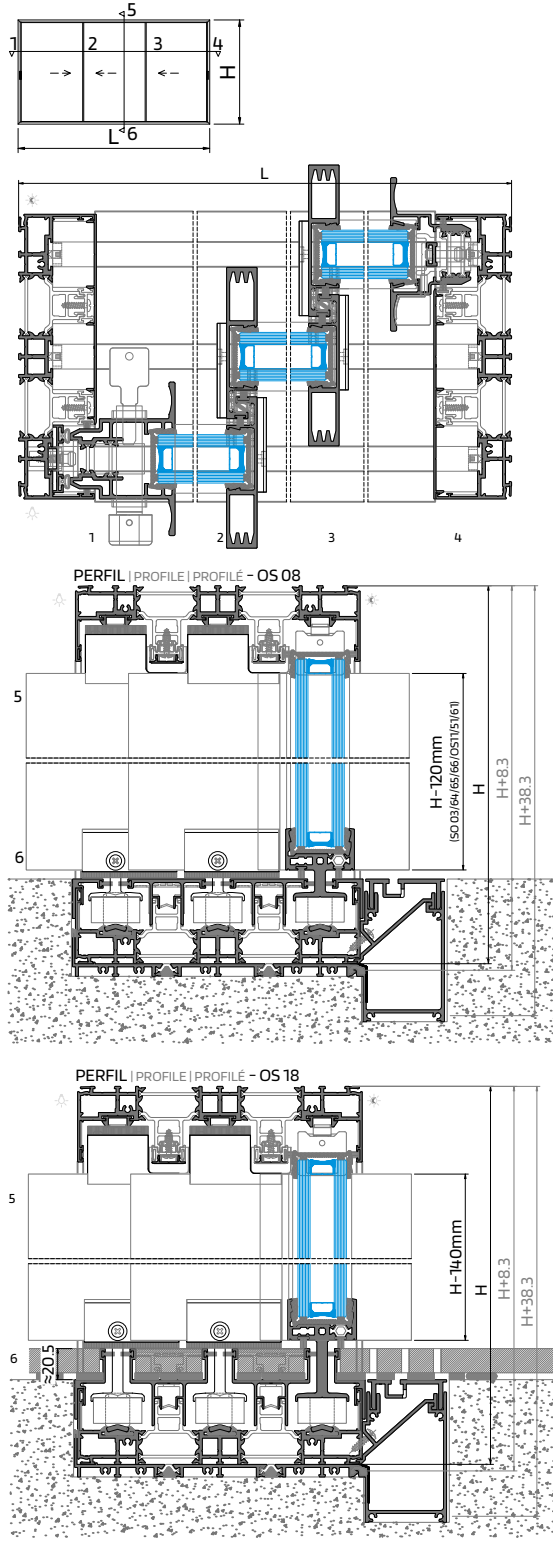 5
1 2 3 4
H
6
L
L
1 2 3 4
PERFIL | PROFILE | PROFILÉ - OS 08
5
H-120mm
(SO 03/64/65/66/OS11/51/61)
H
H+8.3
H+38.3
6
PERFIL | PROFILE | PROFILÉ - OS 18
5
H-140mm
H
H+8.3
H+38.3
6
≈20.5